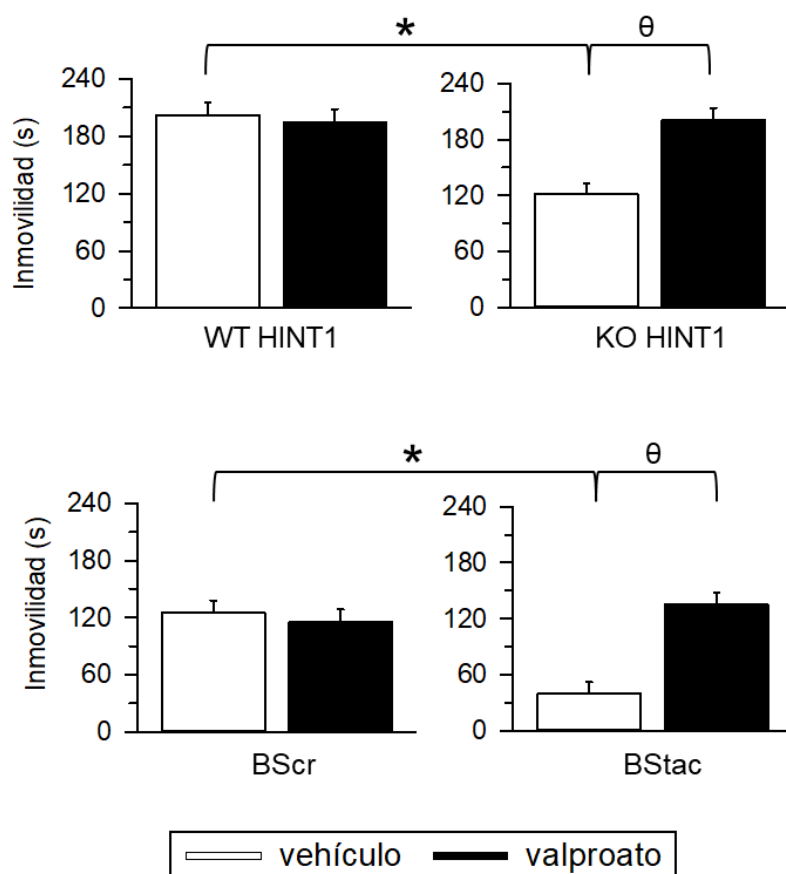 * θ
Inmovilidad (s)
240
180
120
60
0
WT HINT1
240
180
120
60
0
KO HINT1
* θ
Inmovilidad (s)
240
180
120
60
0
BScr
240
180
120
60
0
BStac
vehículo valproato